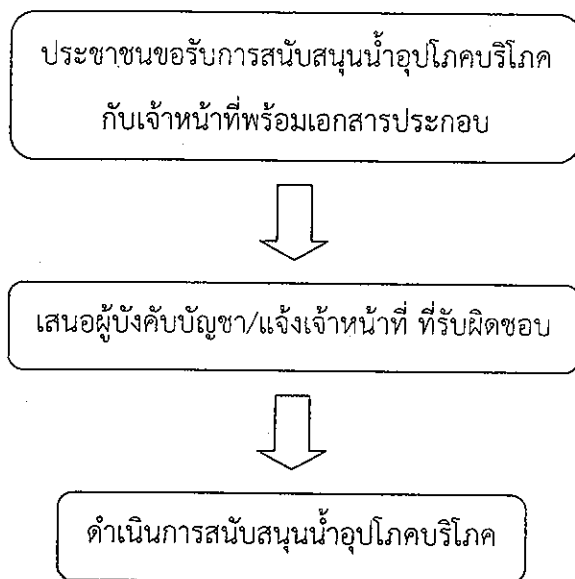 ประชาชนขอรับการสนับสนุนน้ำอุปโภคบริโภค
กับเจ้าหน้าที่พร้อมเอกสารประกอบ
เสนอผู้บังคับบัญชา/แจ้งเจ้าหน้าที่ ที่รับผิดชอบ
ดำเนินการสนับสนุนน้ำอุปโภคบริโภค